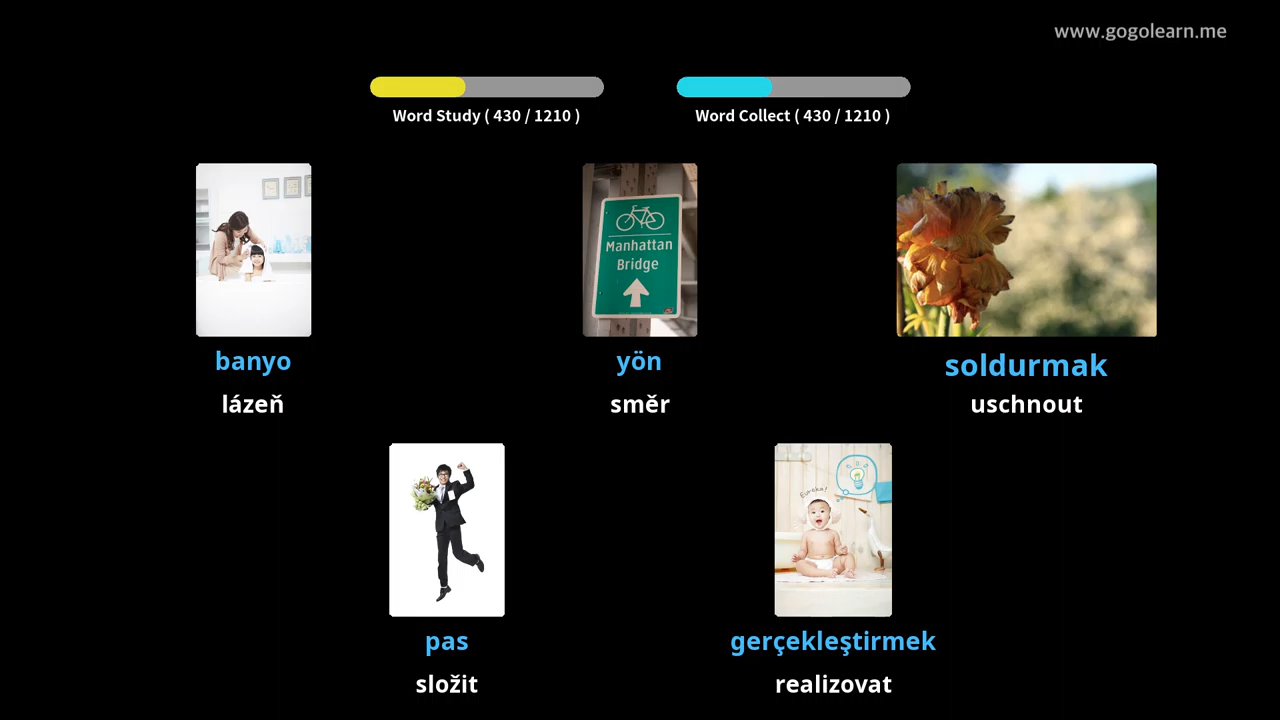 www.gogolearn.me
Word Study ( 430 / 1210 )
Word Collect ( 430 / 1210 )
Manhattan
Bridge
banyo
lázeň
yön
směr
soldurmak
uschnout
Eureka!
pas
složit
gerçekleştirmek
realizovat